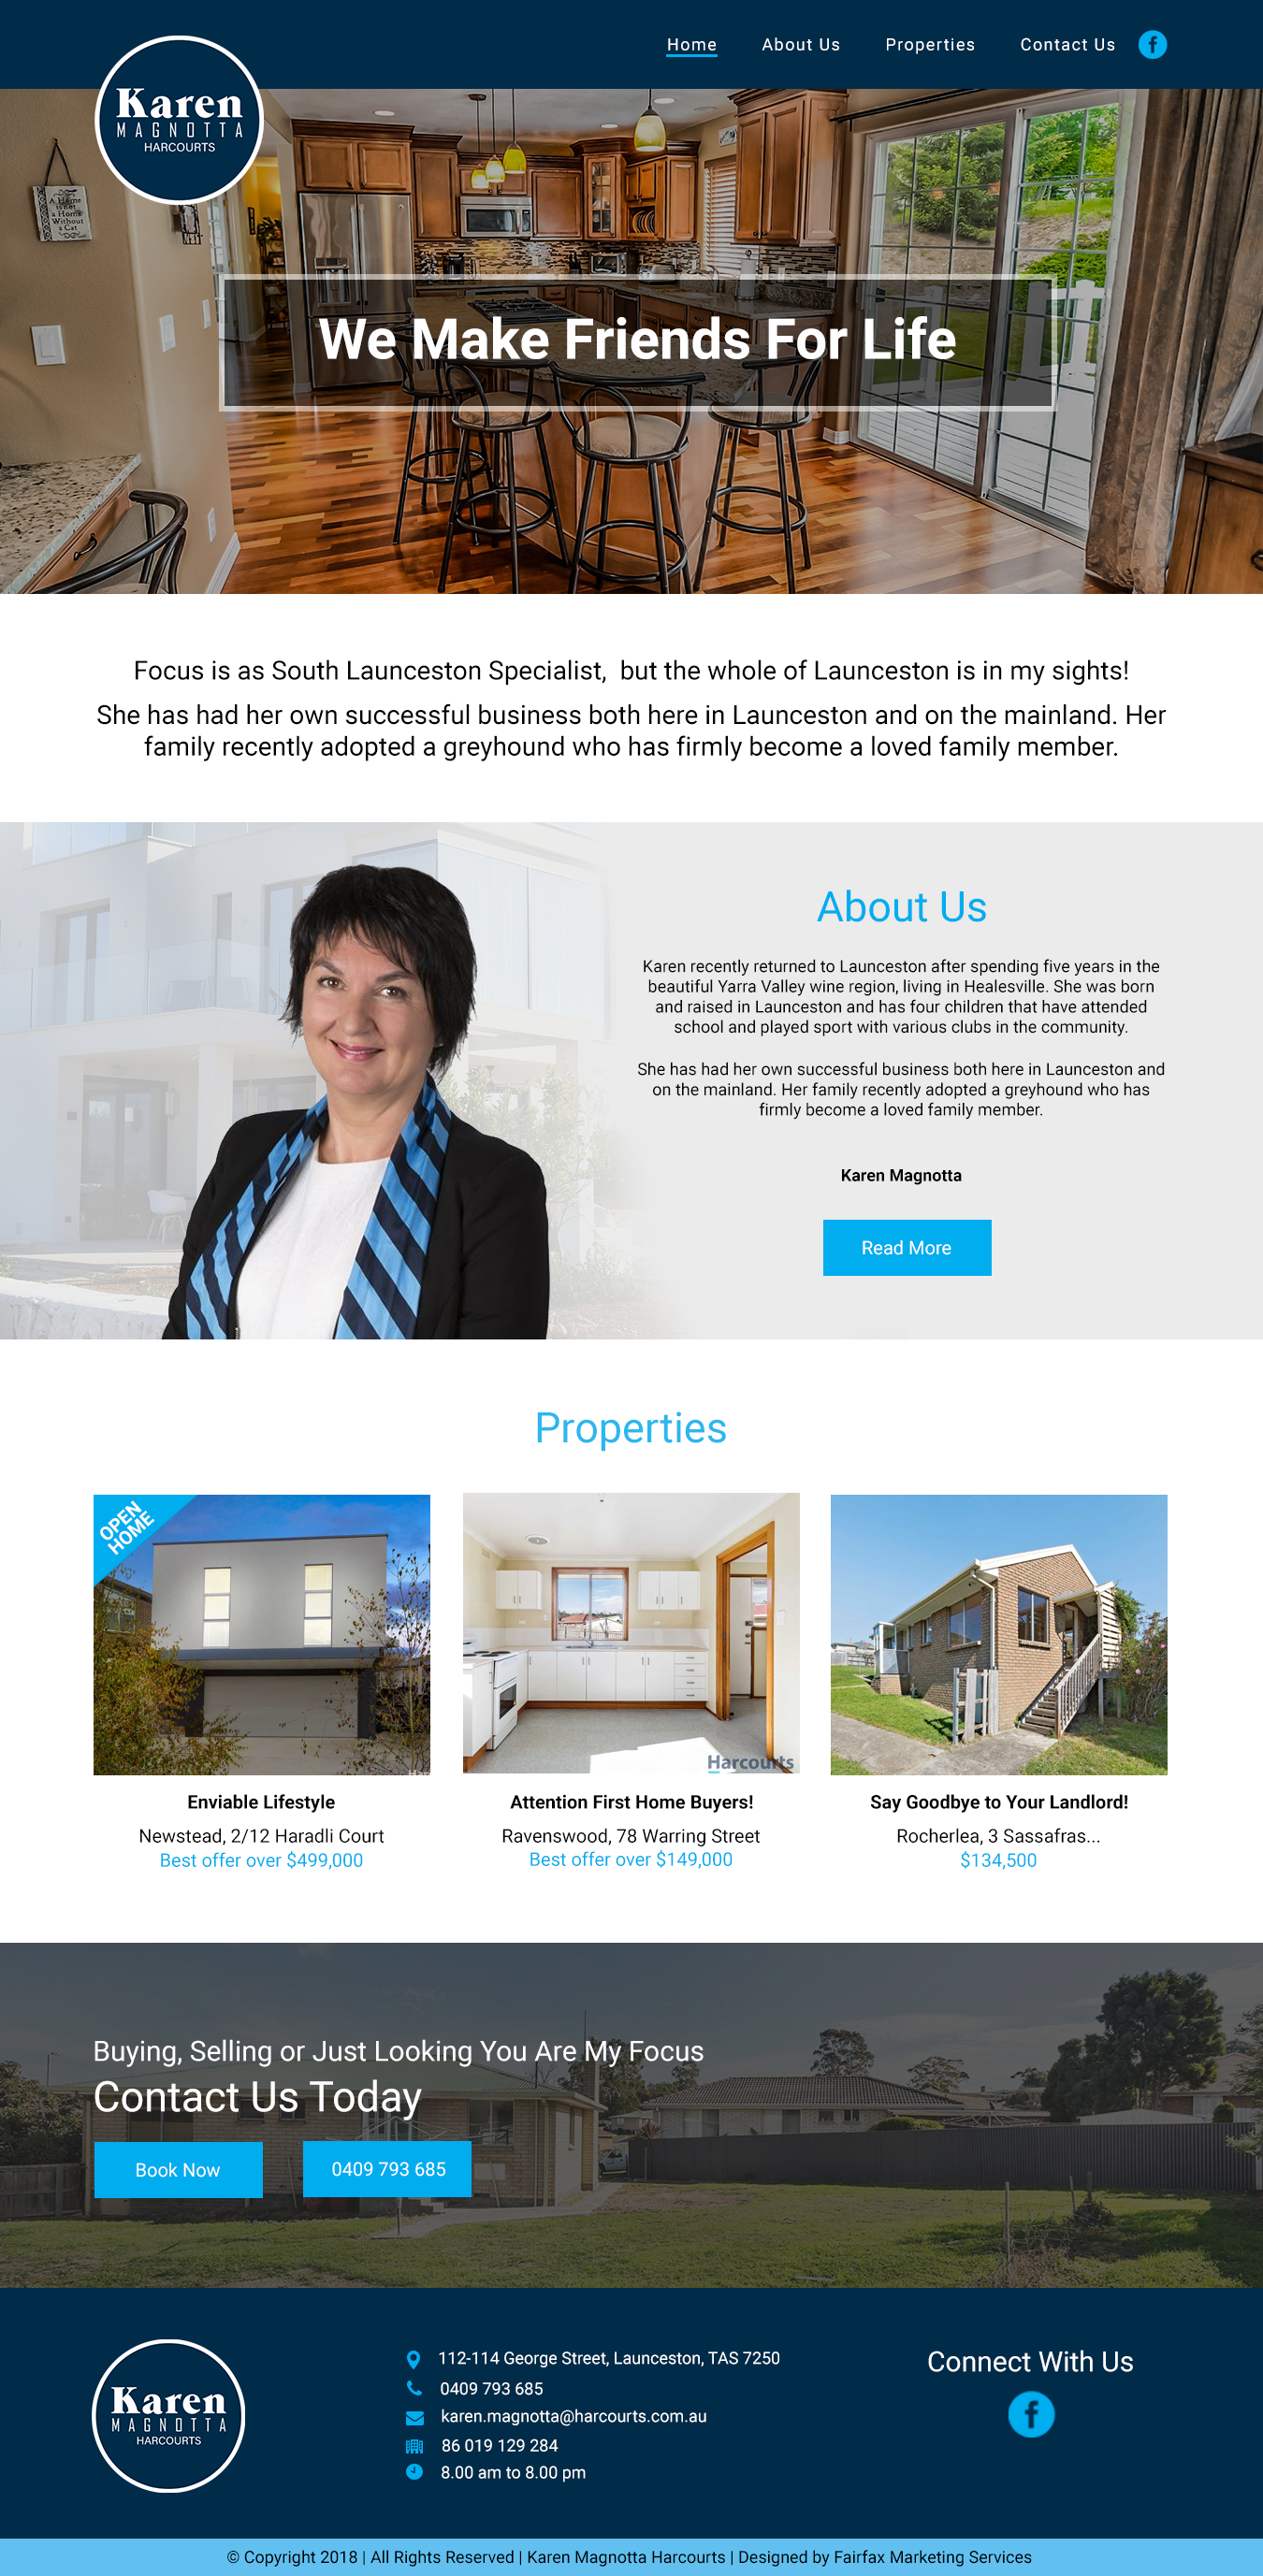 Home About Us Properties Contact Us
Karen
MAGNOTTA
HARCOURTS
A Home
is not
a Home
Without
a Cat
We Make Friends For Life
Focus is as South Launceston Specialist, but the whole of Launceston is in my sights!
She has had her own successful business both here in Launceston and on the mainland. Her
family recently adopted a greyhound who has firmly become a loved family member.
About Us
Karen recently returned to Launceston after spending five years in the
beautiful Yarra Valley wine region, living in Healesville. She was born
and raised in Launceston and has four children that have attended
school and played sport with various clubs in the community.
She has had her own successful business both here in Launceston and
on the mainland. Her family recently adopted a greyhound who has
firmly become a loved family member.
Karen Magnotta
Read More
Properties
OPEN
HOME
Harcourts
Enviable Lifestyle
Newstead, 2/12 Haradli Court
Best offer over $499,000
Attention First Home Buyers!
Ravenswood, 78 Warring Street
Best offer over $149,000
Say Goodbye to Your Landlord!
Rocherlea, 3 Sassafras...
$134,500
Buying, Selling or Just Looking You Are My Focus
Contact Us Today
Book Now
0409 793 685
Karen
MAGNOTTA
HARCOURTS
112-114 George Street, Launceston, TAS 7250
0409 793 685
karen.magnotta@harcourts.com.au
86 019 129 284
8.00 am to 8.00 pm
Connect With Us
© Copyright 2018 | All Rights Reserved | Karen Magnotta Harcourts | Designed by Fairfax Marketing Services